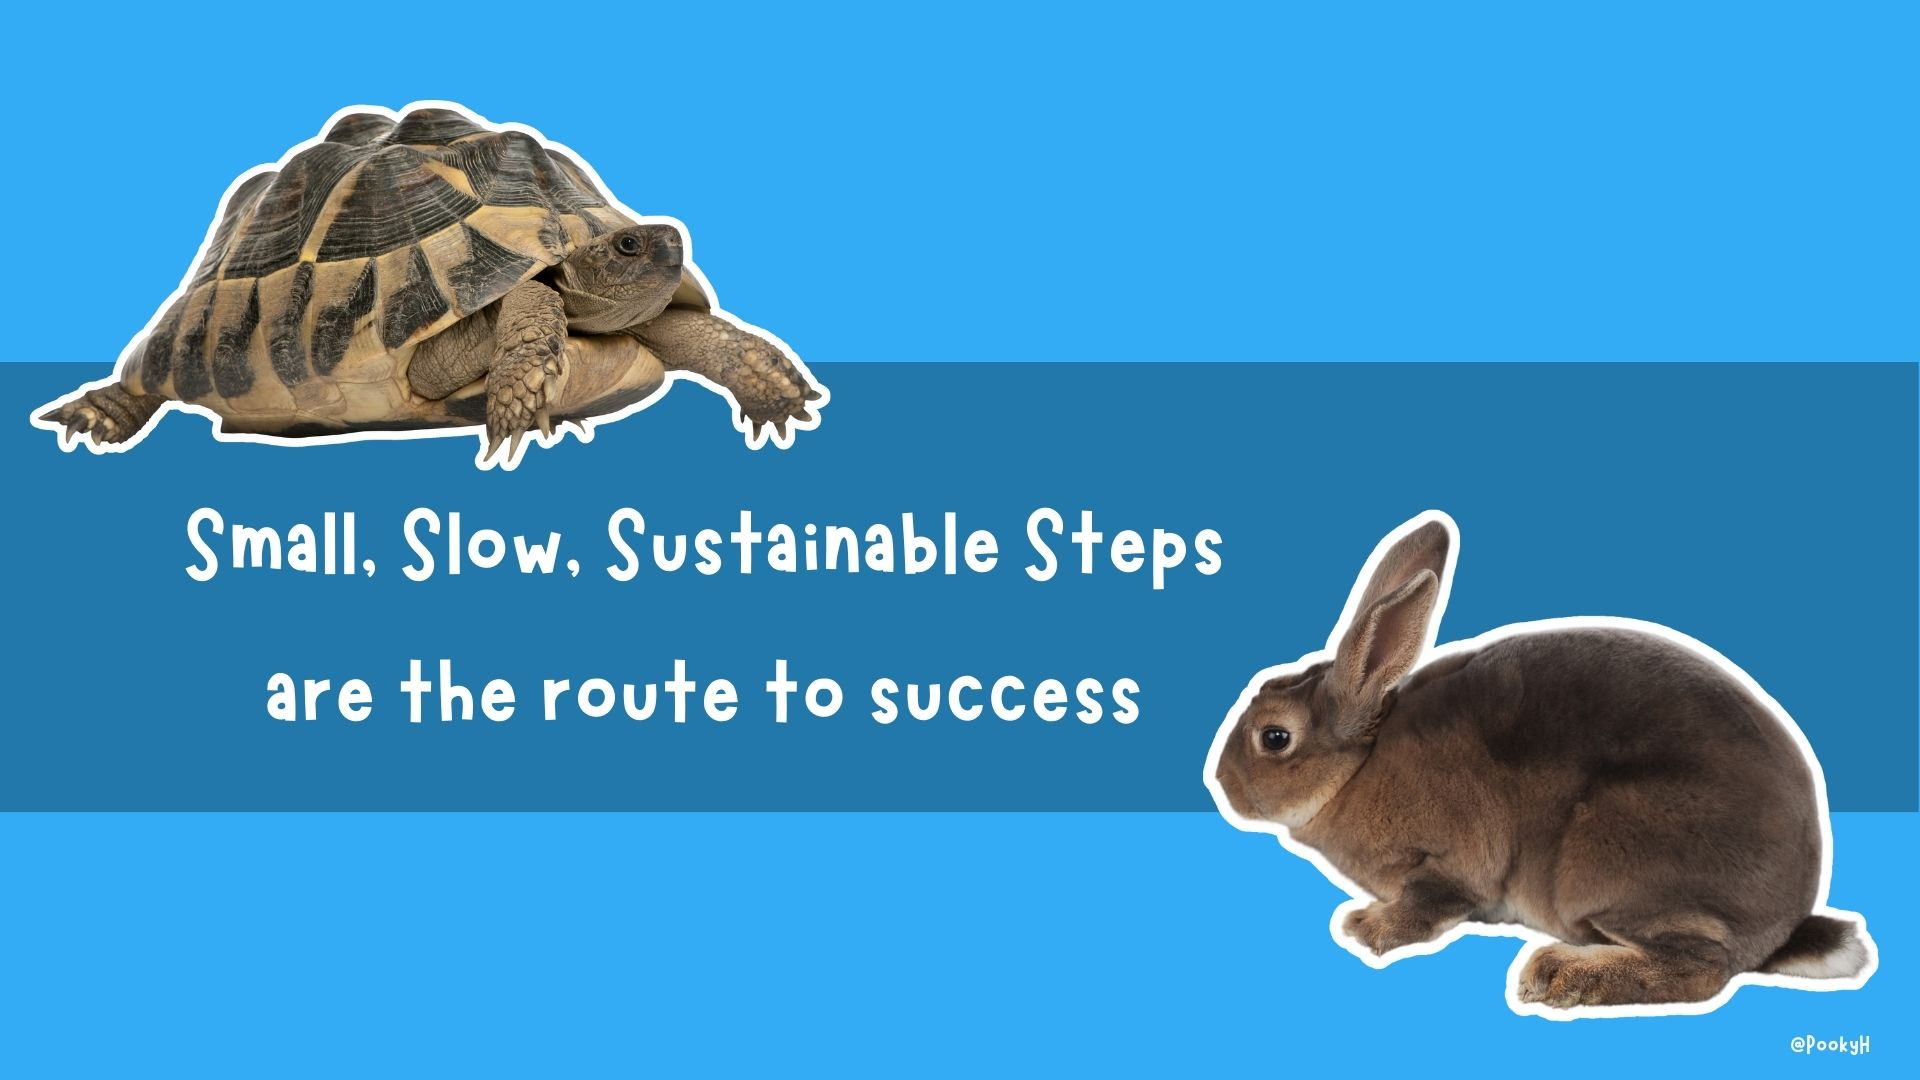 Small, Slow, Sustainable Steps
are the route to success
@PookyH